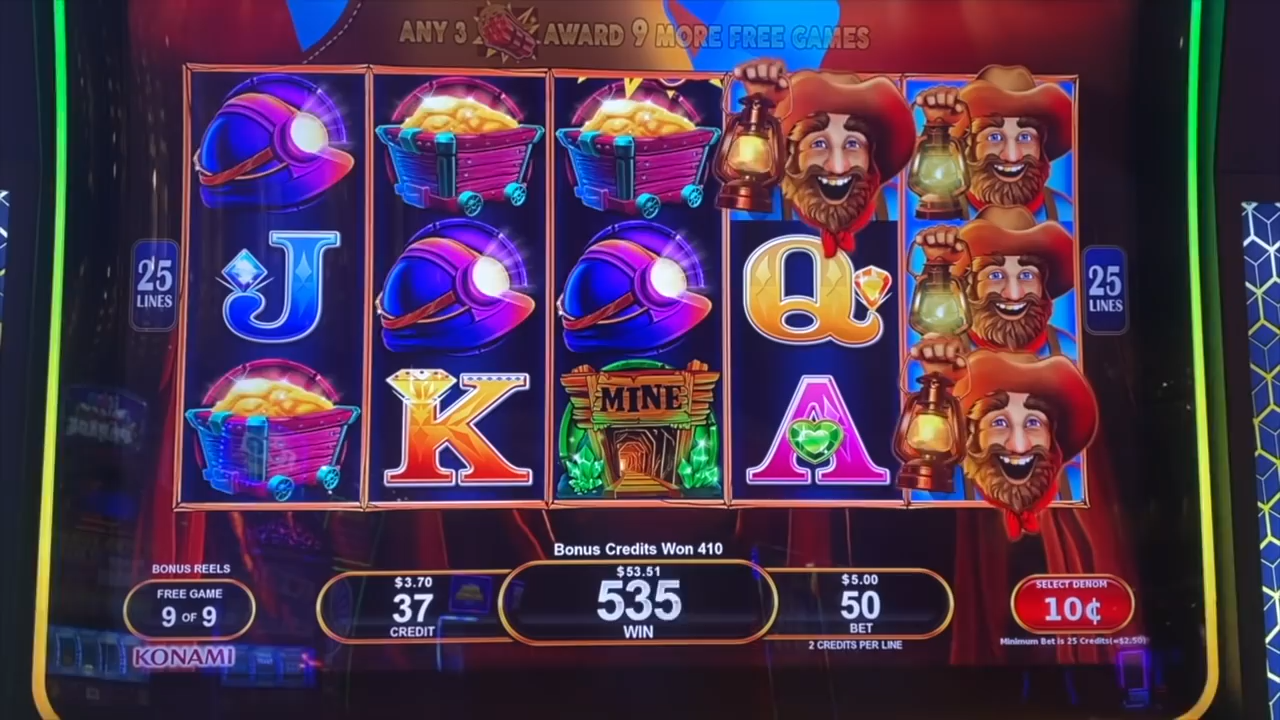 ANY 3 AWARD 9 MORE FREE GAMES
25
LINES
J
Q
25
LINES
K
MINE
A
Bonus Credits Won 410
BONUS REELS
FREE GAME
9 OF 9
$3.70
37
CREDIT
$53.51
535
WIN
$5.00
50
BET
2 CREDITS PER LINE
SELECT DENOM
10¢
Minimum Bet is 25 Credits(=$2.50)
KONAMI